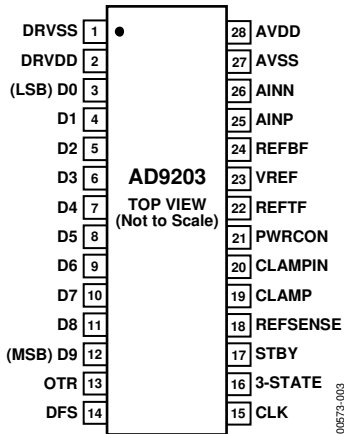 DRVSS 1 28 AVDD
DRVDD 2 27 AVSS
(LSB) D0 3 26 AINN
D1 4 25 AINP
D2 5 24 REFBF
D3 6 AD9203 23 VREF
D4 7 TOP VIEW 22 REFTF
(Not to Scale)
D5 8 21 PWRCON
D6 9 20 CLAMPIN
D7 10 19 CLAMP
D8 11 18 REFSENSE
(MSB) D9 12 17 STBY
OTR 13 16 3-STATE
DFS 14 15 CLK
00573-003